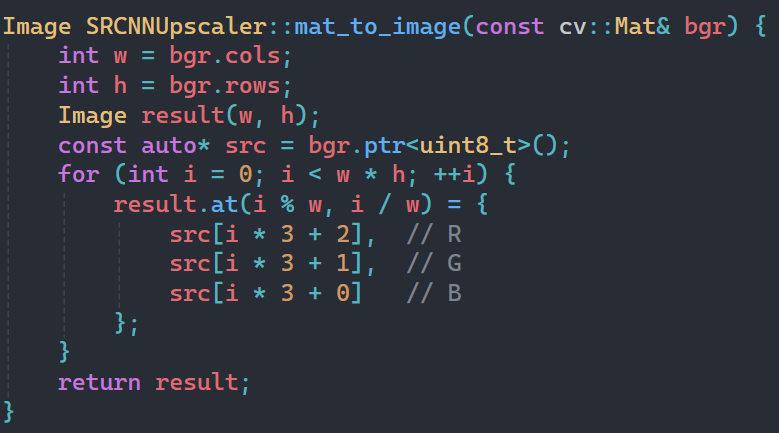 Image SRCNNUpscaler::mat_to_image(const cv::Mat& bgr) {
    int w = bgr.cols;
    int h = bgr.rows;
    Image result(w, h);
    const auto* src = bgr.ptr<uint8_t>();
    for (int i = 0; i < w * h; ++i) {
        result.at(i % w, i / w) = {
            src[i * 3 + 2],  // R
            src[i * 3 + 1],  // G
            src[i * 3 + 0]   // B
        };
    }
    return result;
}